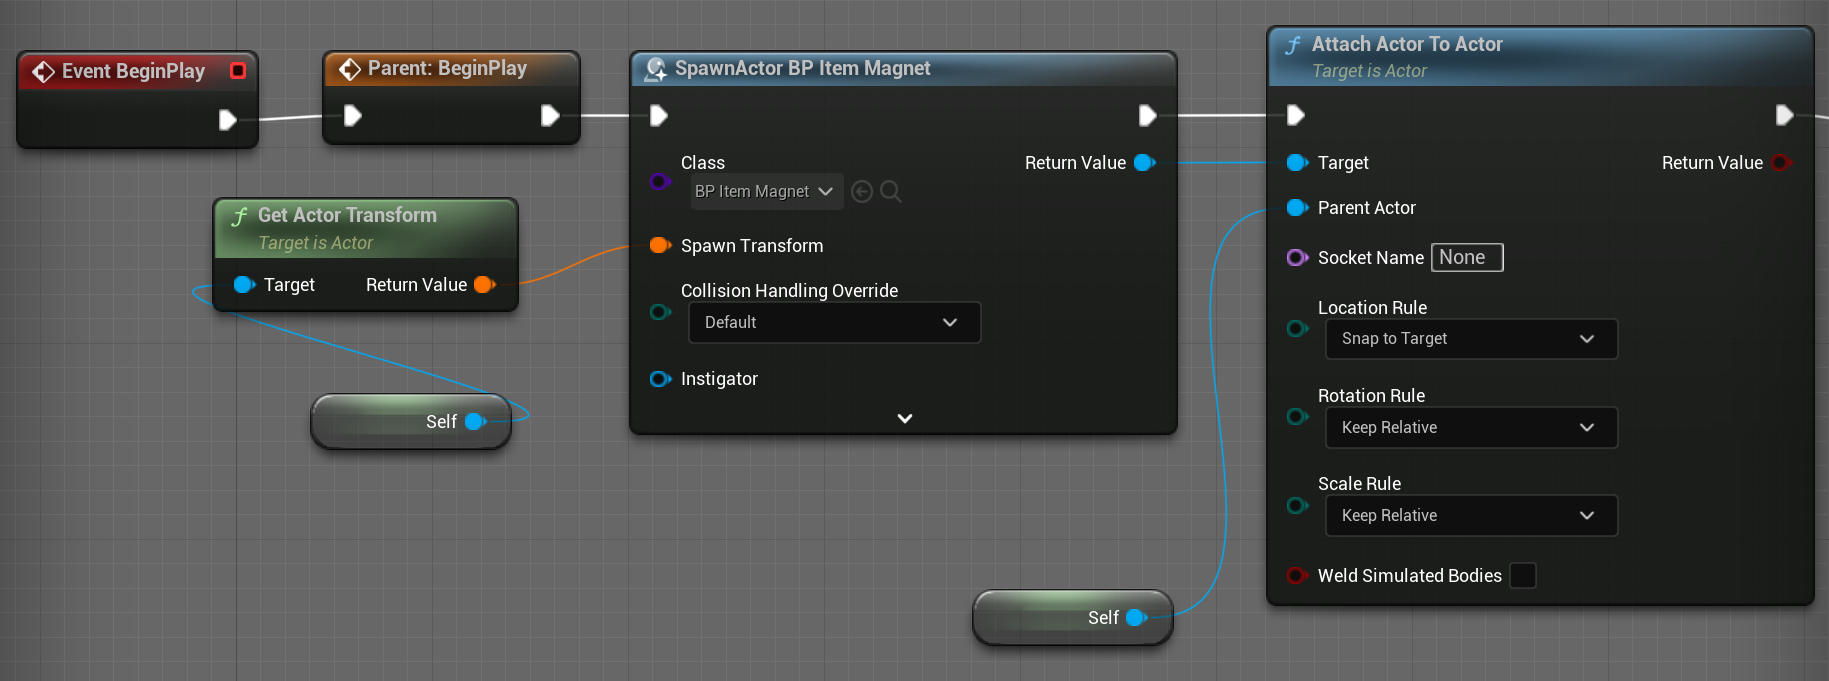 Event BeginPlay
Parent: BeginPlay
SpawnActor BP Item Magnet
Class
BP Item Magnet
Return Value
Spawn Transform
Collision Handling Override
Default
Instigator
Get Actor Transform
Target is Actor
Target
Return Value
Self
Attach Actor To Actor
Target is Actor
Target
Return Value
Parent Actor
Socket Name
None
Location Rule
Snap to Target
Rotation Rule
Keep Relative
Scale Rule
Keep Relative
Weld Simulated Bodies
Self